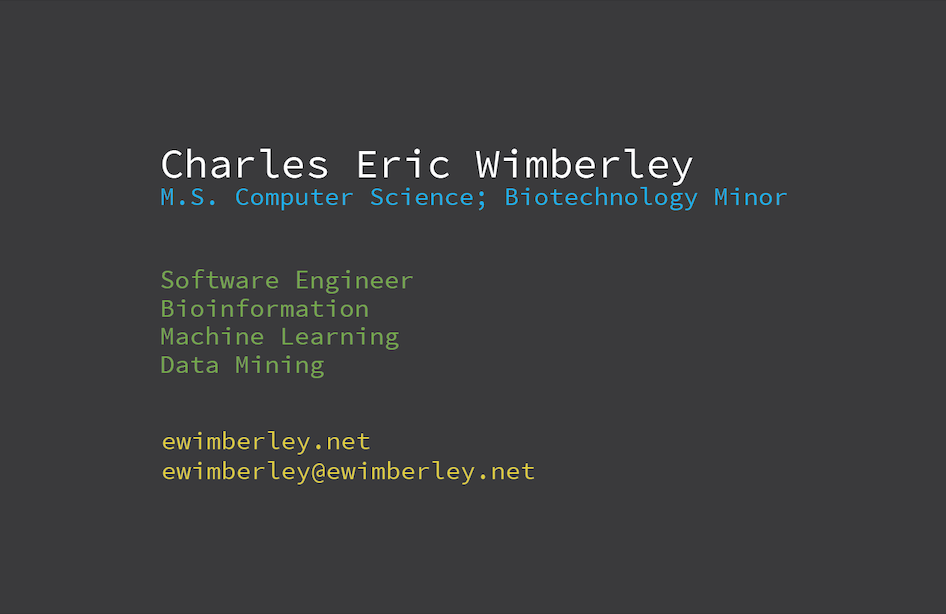 Charles Eric Wimberley
M.S. Computer Science; Biotechnology Minor
Software Engineer
Bioinformation
Machine Learning
Data Mining
ewimberley.net
ewimberley@ewimberley.net